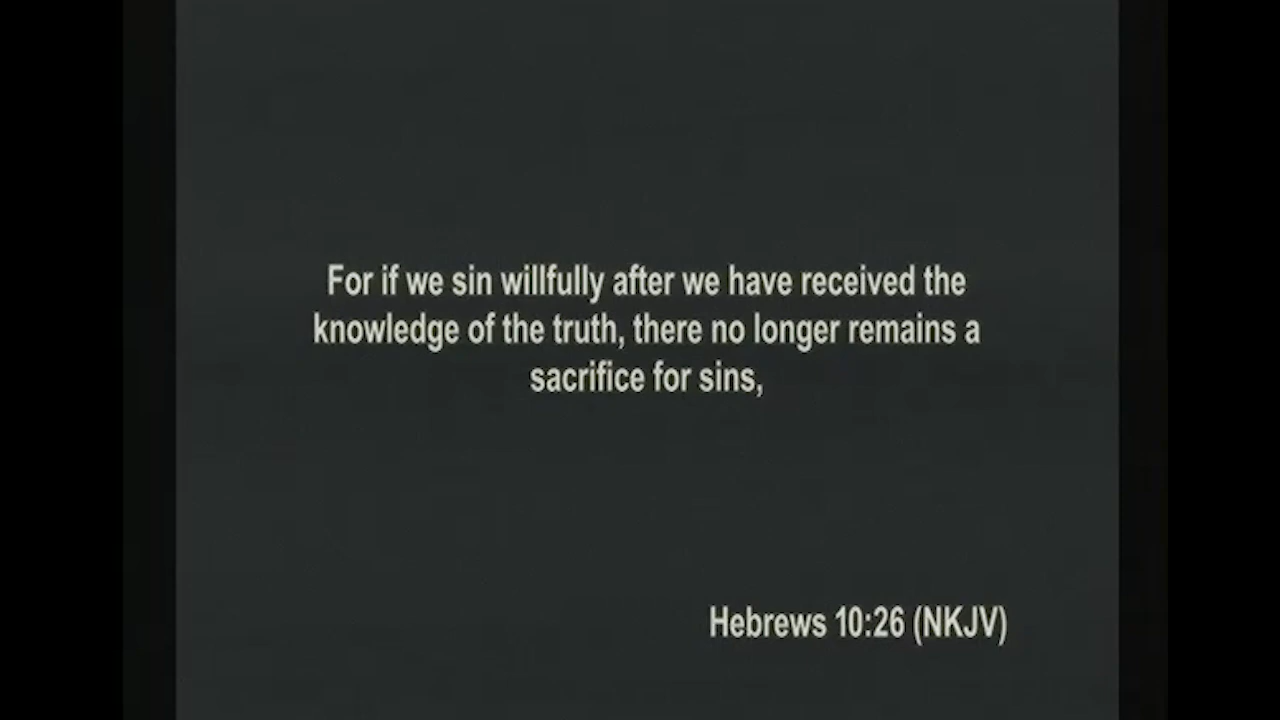 For if we sin willfully after we have received the
knowledge of the truth, there no longer remains a
sacrifice for sins,
Hebrews 10:26 (NKJV)